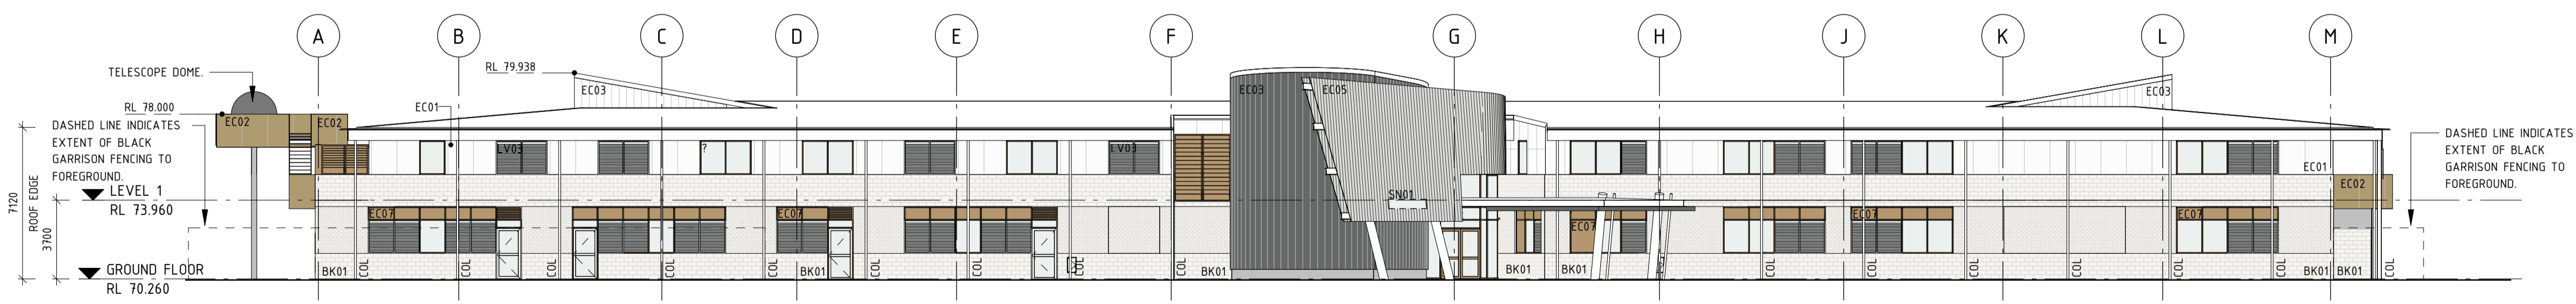 A B C D E F G H J K L M
TELESCOPE DOME.
RL 79.938
RL 78.000
EC01
EC03
EC03
EC05
EC03
EC02
EC02
DASHED LINE INDICATES
EXTENT OF BLACK
GARRISON FENCING TO
FOREGROUND.
DASHED LINE INDICATES
EXTENT OF BLACK
GARRISON FENCING TO
FOREGROUND.
LV03
?
LV03
EC01
EC02
7120
ROOF EDGE
3700
LEVEL 1
RL 73.960
SN01
EC07
EC07
EC07
EC07
EC07
GROUND FLOOR
RL 70.260
BK01
COL
COL
COL
COL
BK01
COL
COL
COL
COL
BK01
BK01
BK01
COL
COL
COL
COL
COL
COL
BK01
BK01
COL